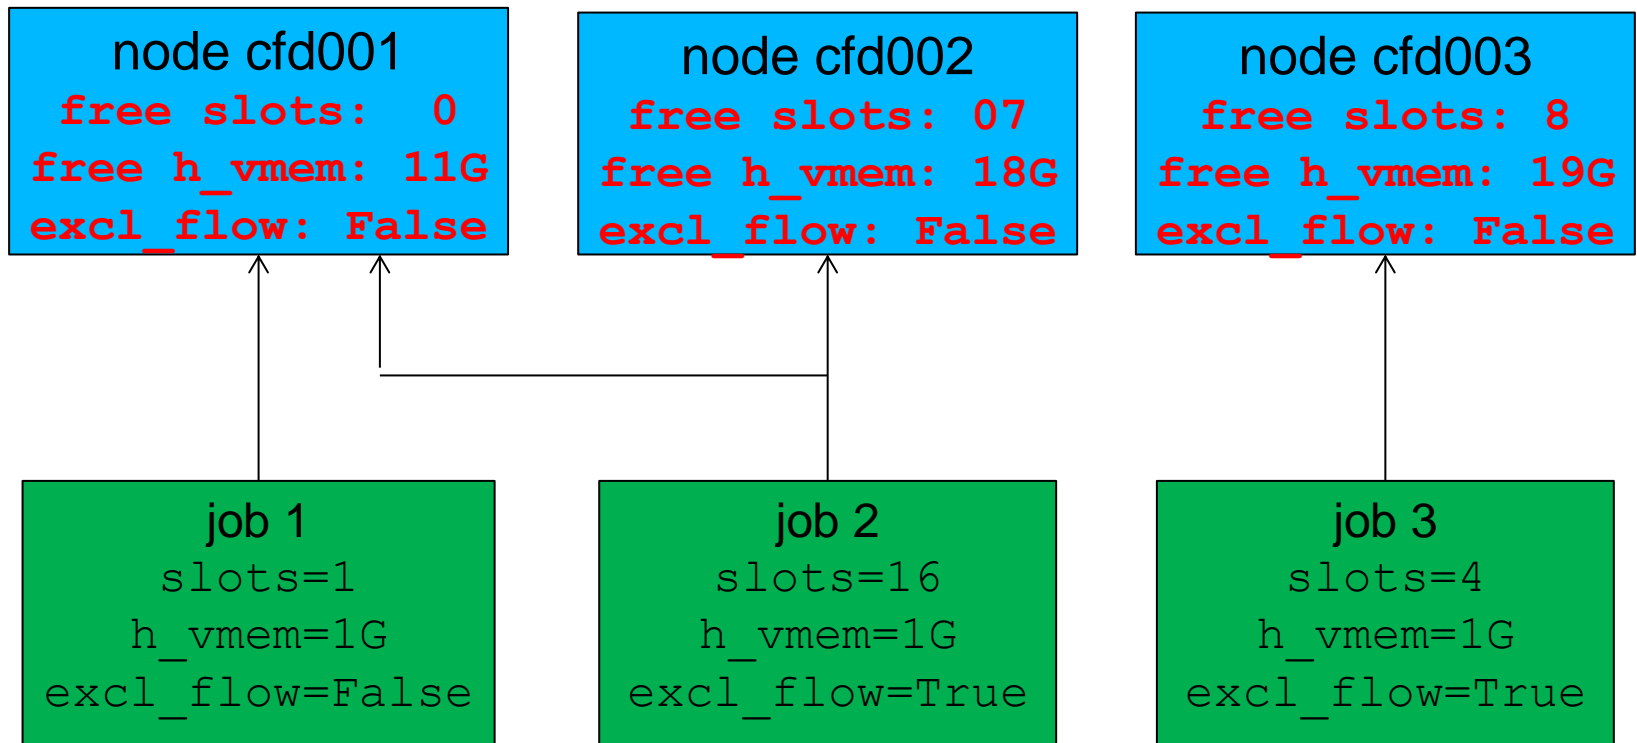 node cfd001
free slots:  0
free h_vmem: 11G
excl_flow: False
node cfd002
free slots: 07
free h_vmem: 18G
excl_flow: False
node cfd003
free slots: 8
free h_vmem: 19G
excl_flow: False
job 1
slots=1
h_vmem=1G
excl_flow=False
job 2
slots=16
h_vmem=1G
excl_flow=True
job 3
slots=4
h_vmem=1G
excl_flow=True